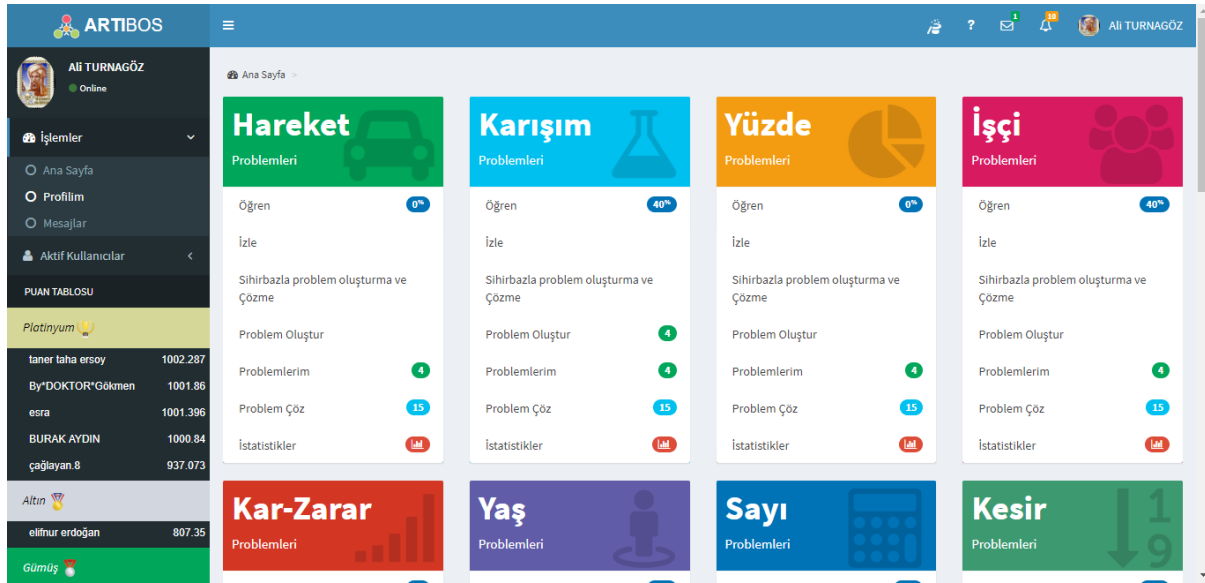 ARTIBOS
? 1 10 Ali TURNAGÖZ
Ali TURNAGÖZ
Online
İşlemler
Ana Sayfa
Profilim
Mesajlar
Aktif Kullanıcılar
PUAN TABLOSU
Platinyum
taner taha ersoy 1002.287
By*DOKTOR*Gökmen 1001.86
esra 1001.396
BURAK AYDIN 1000.84
çağlayan.8 937.073
Altın
elifnur erdoğan 807.35
Gümüş
Ana Sayfa >
Hareket
Problemleri
Öğren 0%
İzle
Sihirbazla problem oluşturma ve
Çözme
Problem Oluştur
Problemlerim 4
Problem Çöz 15
İstatistikler
Karışım
Problemleri
Öğren 40%
İzle
Sihirbazla problem oluşturma ve
Çözme
Problem Oluştur 4
Problemlerim 4
Problem Çöz 15
İstatistikler
Yüzde
Problemleri
Öğren 0%
İzle
Sihirbazla problem oluşturma ve
Çözme
Problem Oluştur
Problemlerim 4
Problem Çöz 15
İstatistikler
İşçi
Problemleri
Öğren 40%
İzle
Sihirbazla problem oluşturma ve
Çözme
Problem Oluştur
Problemlerim 4
Problem Çöz 15
İstatistikler
Kar-Zarar
Problemleri
Yaş
Problemleri
Sayı
Problemleri
Kesir
Problemleri
1
9